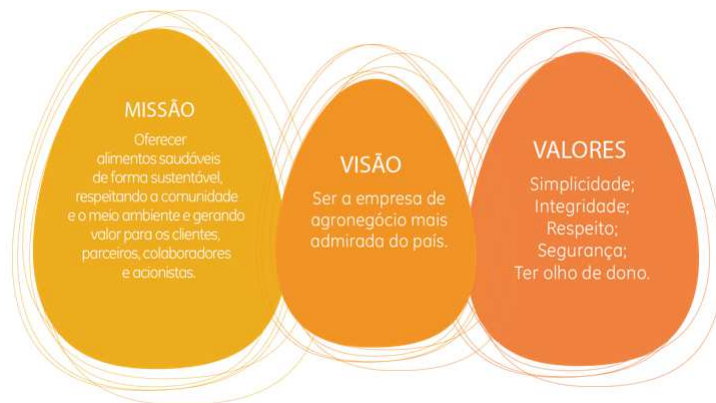 MISSÃO
Oferecer
alimentos saudáveis
de forma sustentável,
respeitando a comunidade
e o meio ambiente e gerando
valor para os clientes,
parceiros, colaboradores
e acionistas.
VISÃO
Ser a empresa de
agronegócio mais
admirada do país.
VALORES
Simplicidade;
Integridade;
Respeito;
Segurança;
Ter olho de dono.